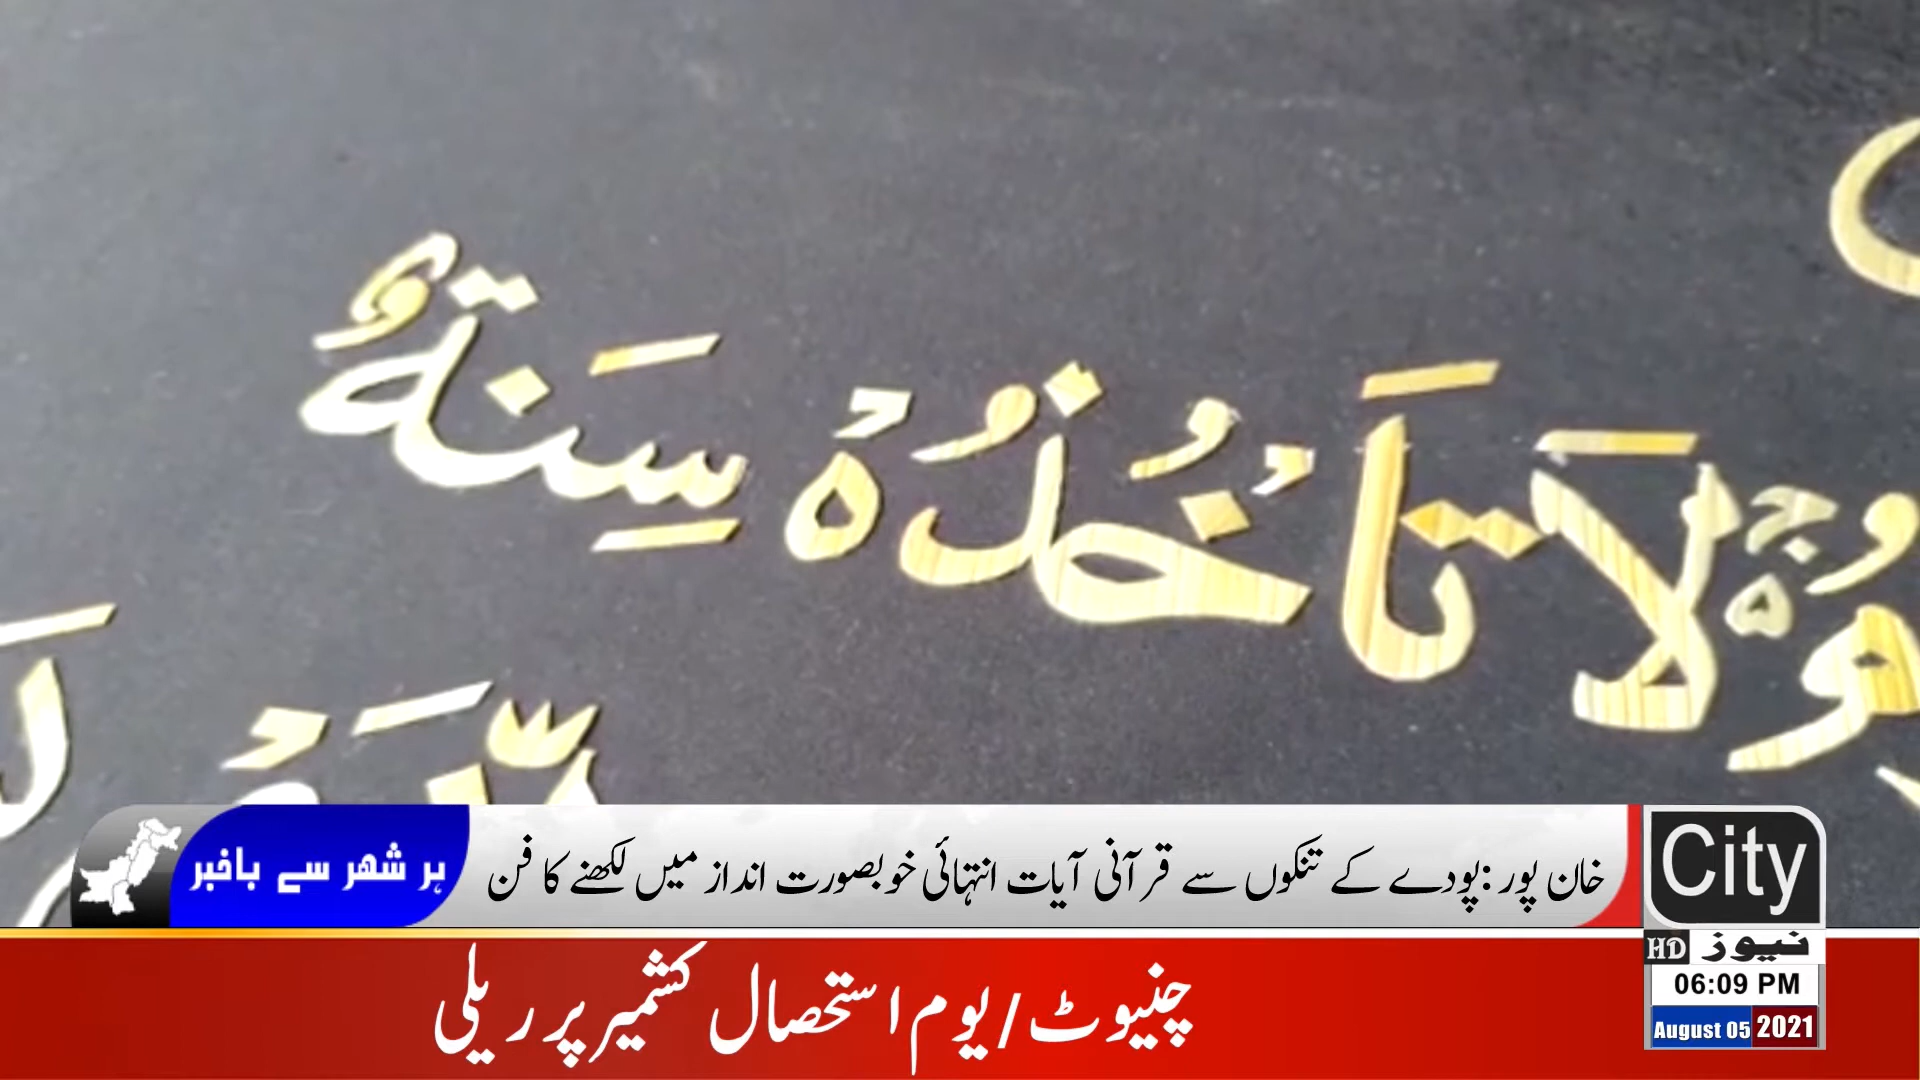 لَا تَاْخُذُهٗ سِنَةٌ
خان پور :پودے کے تنکوں سے قرآنی آیات انتہائی خوبصورت انداز میں لکھنے کا فن
ہر شہر سے باخبر
City
HD نیوز
06:09 PM
August 05 2021
چنیوٹ/یوم استحصال کشمیر پر ریلی